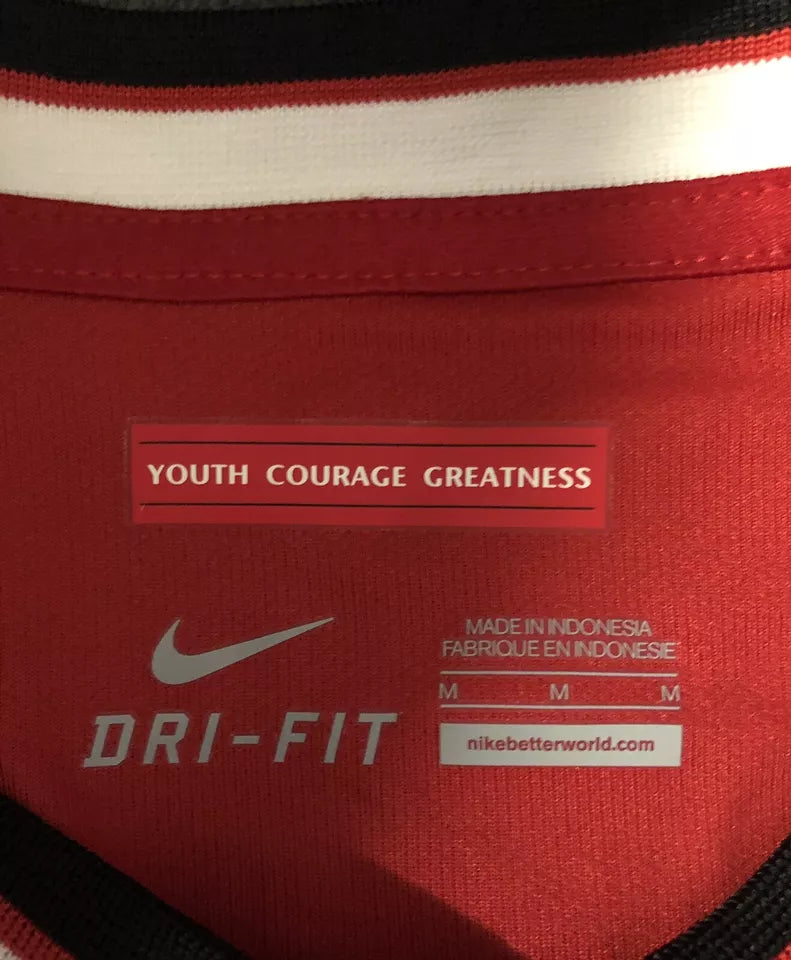 YOUTH COURAGE GREATNESS
DRI-FIT
MADE IN INDONESIA
FABRIQUE EN INDONESIE
M M M
nikebetterworld.com